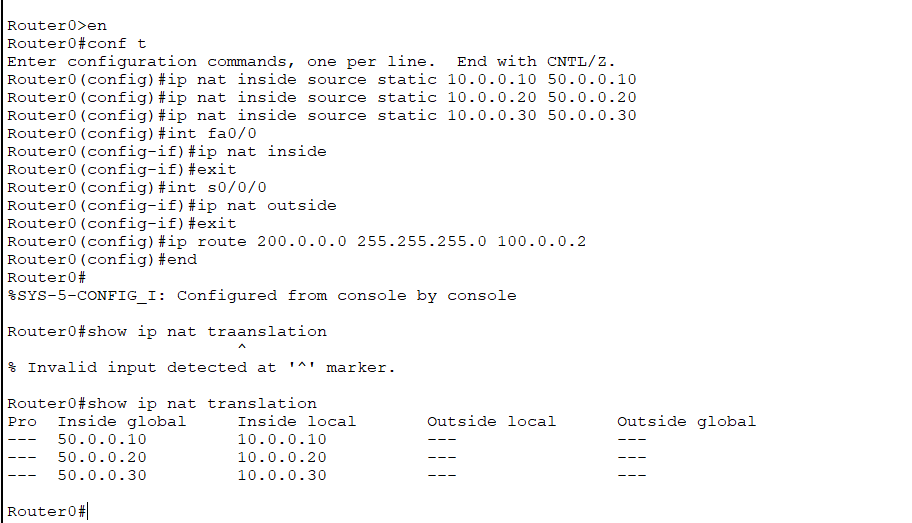 Router0>en
Router0#conf t
Enter configuration commands, one per line.  End with CNTL/Z.
Router0(config)#ip nat inside source static 10.0.0.10 50.0.0.10
Router0(config)#ip nat inside source static 10.0.0.20 50.0.0.20
Router0(config)#ip nat inside source static 10.0.0.30 50.0.0.30
Router0(config)#int fa0/0
Router0(config-if)#ip nat inside
Router0(config-if)#exit
Router0(config)#int s0/0/0
Router0(config-if)#ip nat outside
Router0(config-if)#exit
Router0(config)#ip route 200.0.0.0 255.255.255.0 100.0.0.2
Router0(config)#end
Router0#
%SYS-5-CONFIG_I: Configured from console by console
Router0#show ip nat traanslation
^
% Invalid input detected at '^' marker.
Router0#show ip nat translation
Pro  Inside global     Inside local       Outside local      Outside global
---  50.0.0.10         10.0.0.10          ---                ---
---  50.0.0.20         10.0.0.20          ---                ---
---  50.0.0.30         10.0.0.30          ---                ---
Router0#